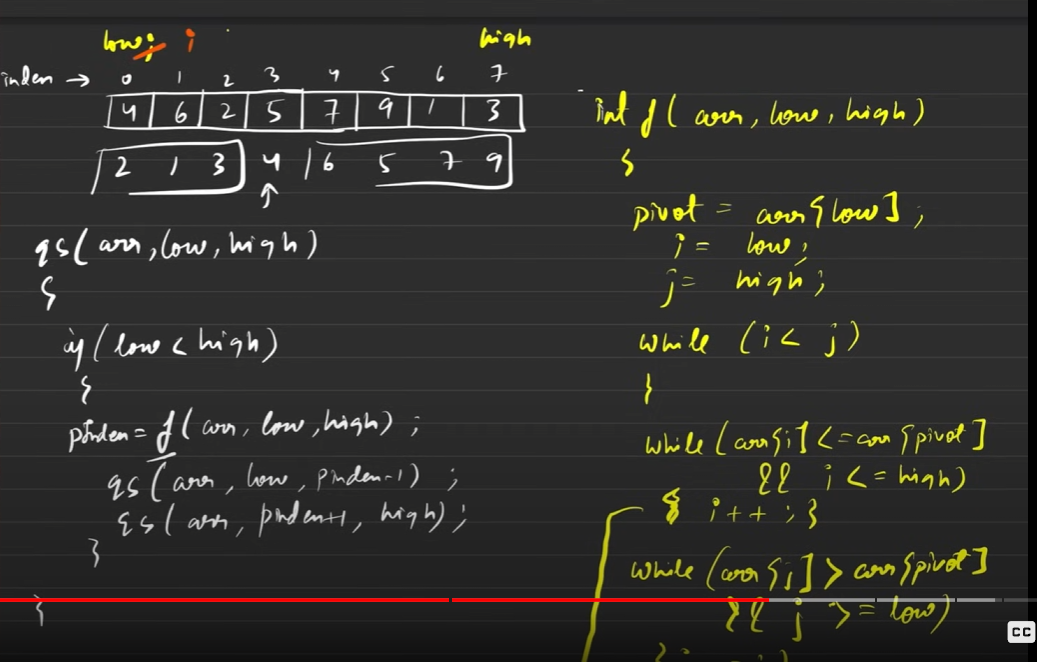 low; i high
index → 0 1 2 3 4 5 6 7
4 6 2 5 7 9 1 3
2 1 3 4 6 5 7 9
↑
qs(arr, low, high)
{
if (low < high)
{
pIndex = f(arr, low, high);
qs(arr, low, pIndex-1);
qs(arr, pIndex+1, high);
}
}
int f(arr, low, high)
{
pivot = arr[low];
i = low;
j = high;
while (i < j)
}
while (arr[i] <= arr[pivot]
&& i <= high)
{ i++; }
while (arr[j] > arr[pivot]
&& j >= low)
CC